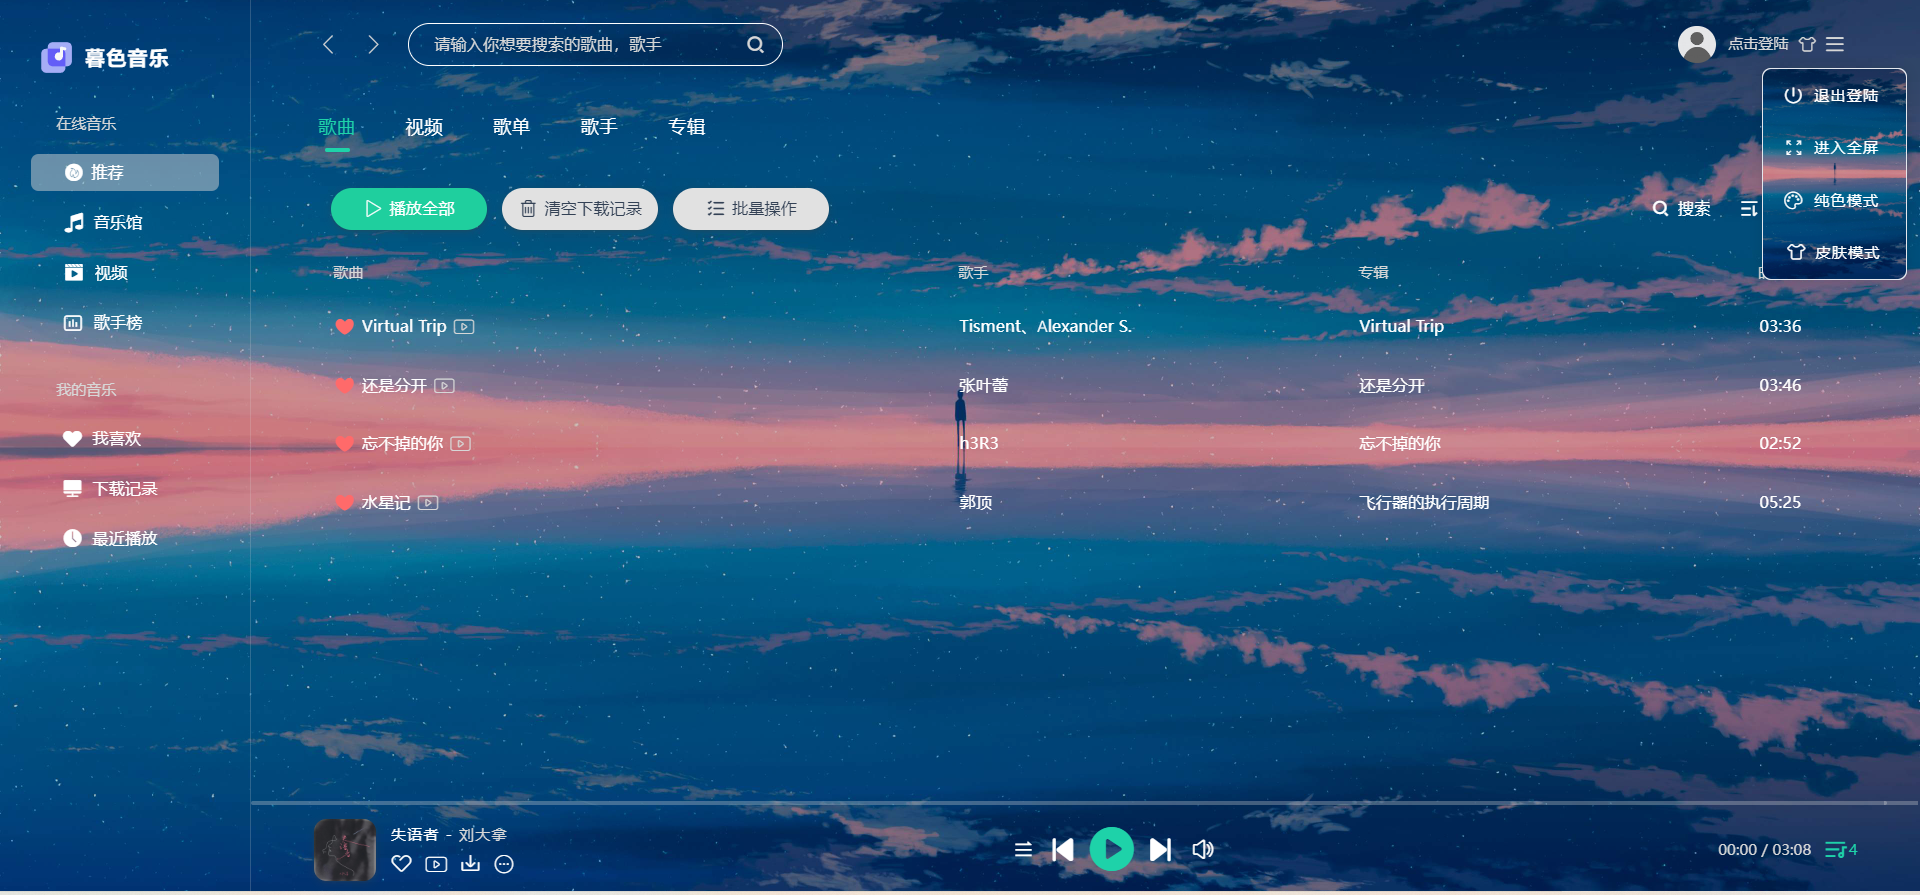 暮色音乐
请输入你想要搜索的歌曲，歌手
点击登陆
退出登陆
进入全屏
纯色模式
皮肤模式
在线音乐
推荐
音乐馆
视频
歌手榜
我的音乐
我喜欢
下载记录
最近播放
歌曲 视频 歌单 歌手 专辑
播放全部 清空下载记录 批量操作 搜索
歌曲 歌手 专辑
Virtual Trip Tisment、Alexander S. Virtual Trip 03:36
还是分开 张叶蕾 还是分开 03:46
忘不掉的你 h3R3 忘不掉的你 02:52
水星记 郭顶 飞行器的执行周期 05:25
失语者 - 刘大拿
00:00 / 03:08 4